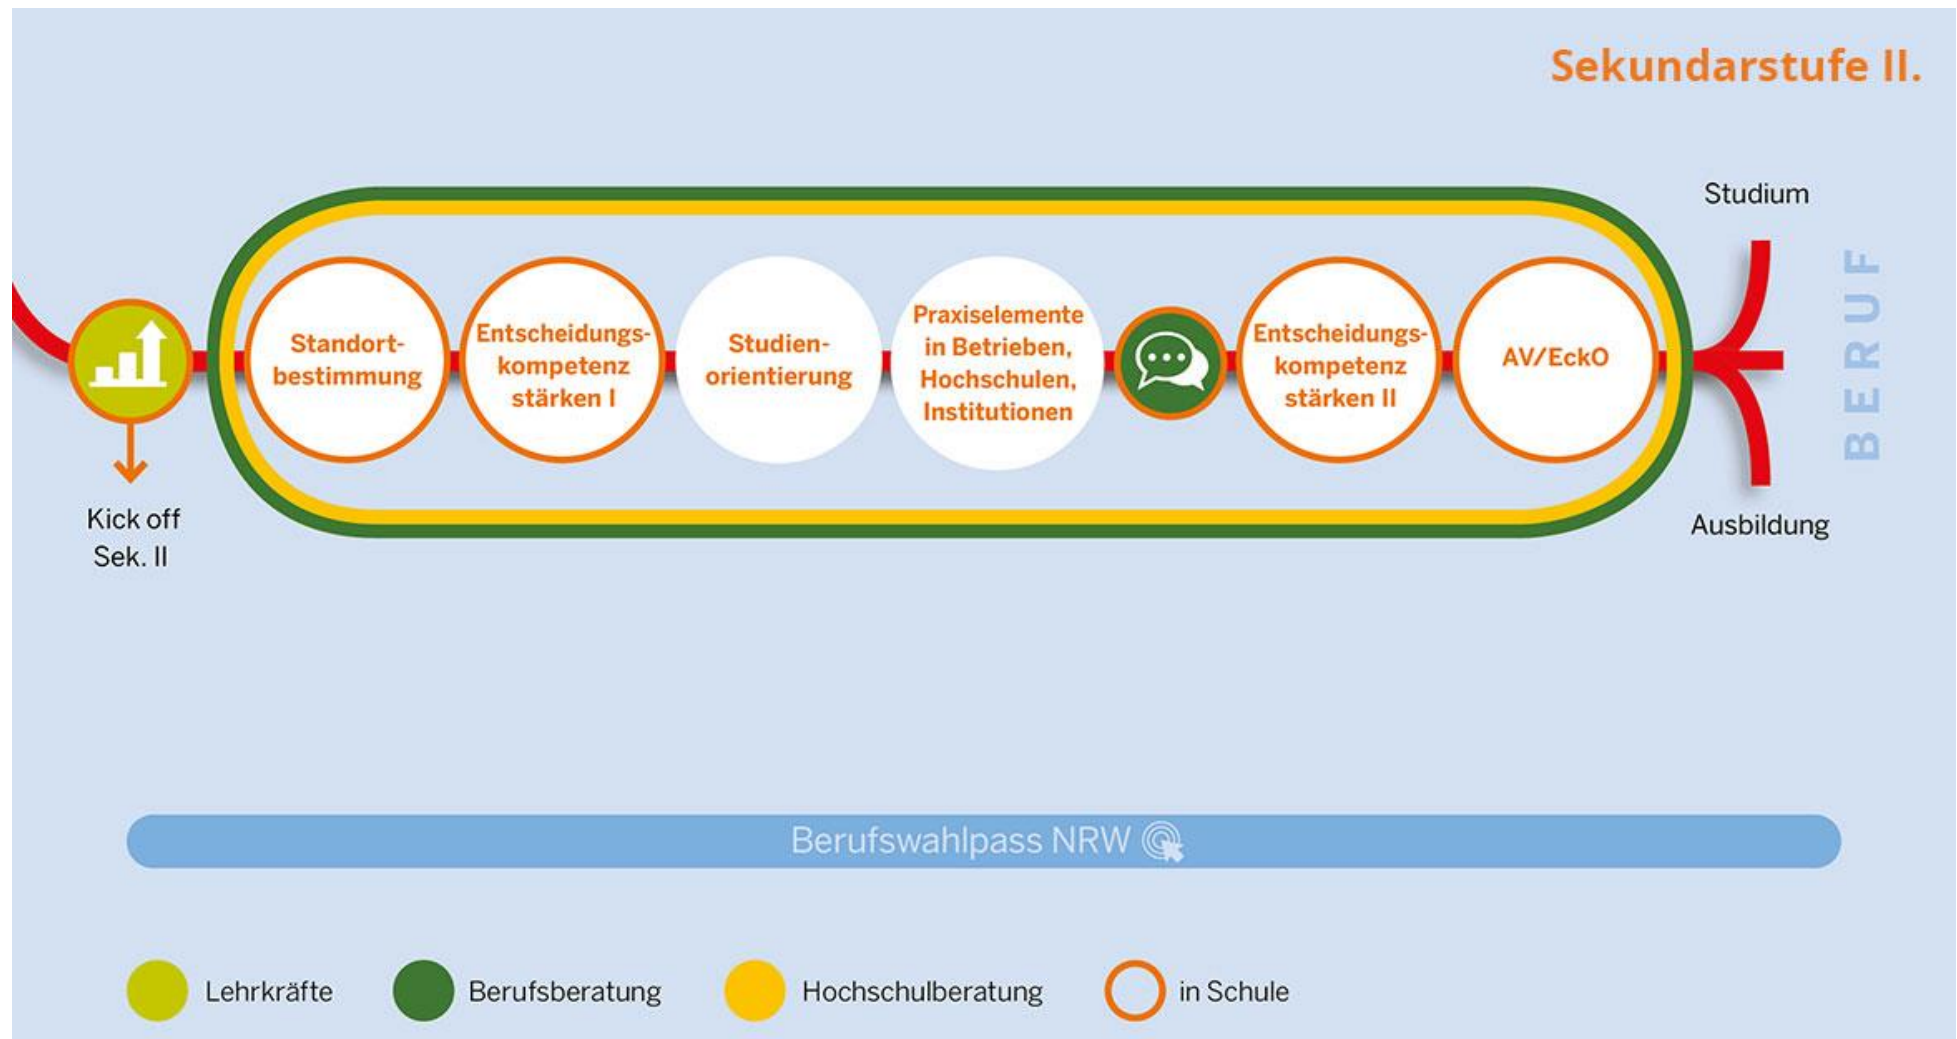 Sekundarstufe II.
Studium
BERUF
Standort-
bestimmung
Entscheidungs-
kompetenz
stärken I
Studien-
orientierung
Praxiselemente
in Betrieben,
Hochschulen,
Institutionen
Entscheidungs-
kompetenz
stärken II
AV/EckO
Kick off
Sek. II
Ausbildung
Berufswahlpass NRW
Lehrkräfte
Berufsberatung
Hochschulberatung
in Schule